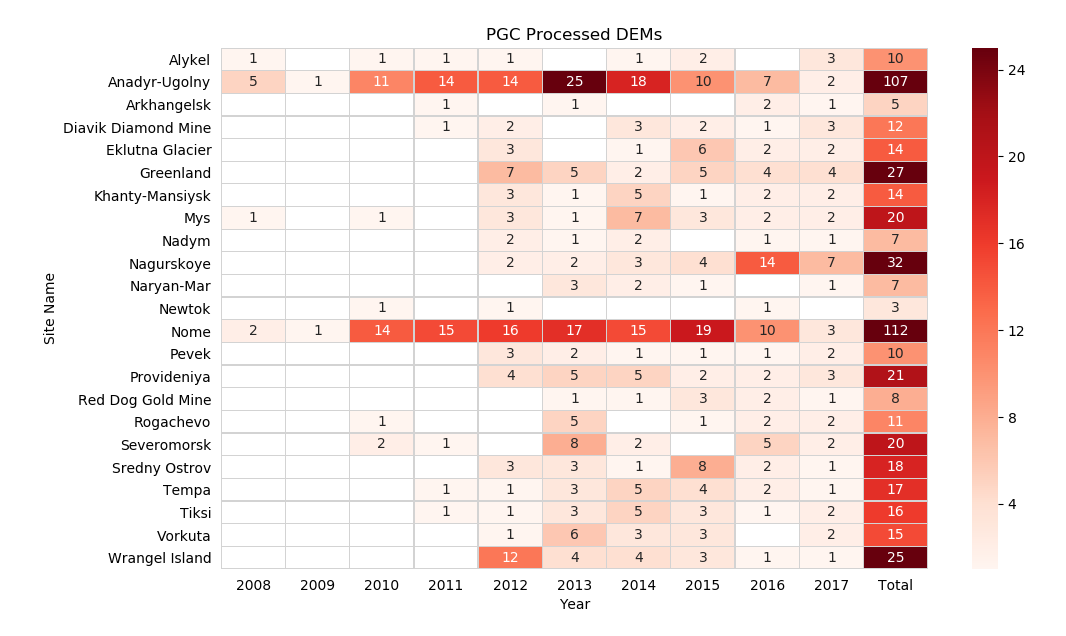 PGC Processed DEMs
Alykel 1 1 1 1 1 2 3 10
Anadyr-Ugolny 5 1 11 14 14 25 18 10 7 2 107
24
Arkhangelsk 1 1 2 1 5
Diavik Diamond Mine 1 2 3 2 1 3 12
Eklutna Glacier 3 1 6 2 2 14
20
Greenland 7 5 2 5 4 4 27
Khanty-Mansiysk 3 1 5 1 2 2 14
Mys 1 1 3 1 7 3 2 2 20
Nadym 2 1 2 1 1 7
16
Nagurskoye 2 2 3 4 14 7 32
Naryan-Mar 3 2 1 1 7
Site Name
Newtok 1 1 1 3
Nome 2 1 14 15 16 17 15 19 10 3 112
12
Pevek 3 2 1 1 1 2 10
Provideniya 4 5 5 2 2 3 21
Red Dog Gold Mine 1 1 3 2 1 8
8
Rogachevo 1 5 1 2 2 11
Severomorsk 2 1 8 2 5 2 20
Sredny Ostrov 3 3 1 8 2 1 18
Tempa 1 1 3 5 4 2 1 17
4
Tiksi 1 1 3 5 3 1 2 16
Vorkuta 1 6 3 3 2 15
Wrangel Island 12 4 4 3 1 1 25
2008 2009 2010 2011 2012 2013 2014 2015 2016 2017 Total
Year